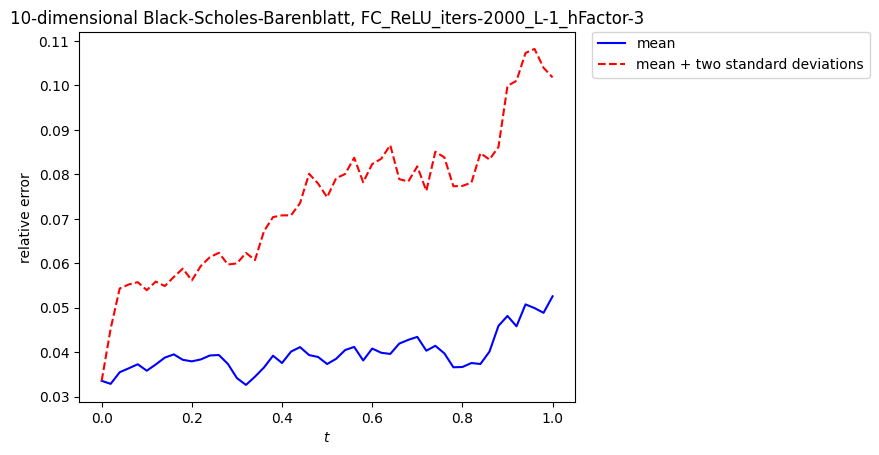 10-dimensional Black-Scholes-Barenblatt, FC_ReLU_iters-2000_L-1_hFactor-3
mean
mean + two standard deviations
relative error
0.11
0.10
0.09
0.08
0.07
0.06
0.05
0.04
0.03
0.0 0.2 0.4 0.6 0.8 1.0
t